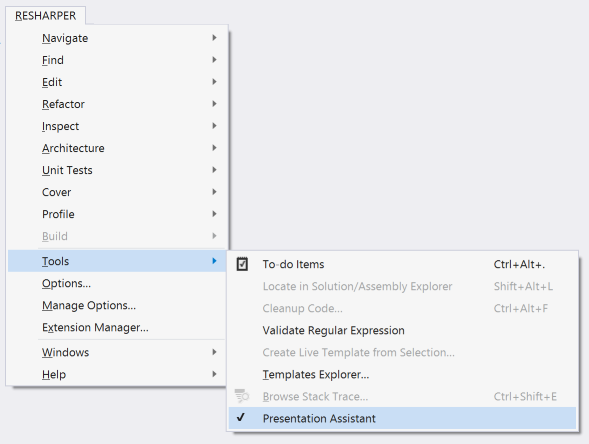 RESHARPER
Navigate
Find
Edit
Refactor
Inspect
Architecture
Unit Tests
Cover
Profile
Build
Tools
Options...
Manage Options...
Extension Manager...
Windows
Help
To-do Items Ctrl+Alt+.
Locate in Solution/Assembly Explorer Shift+Alt+L
Cleanup Code... Ctrl+Alt+F
Validate Regular Expression
Create Live Template from Selection...
Templates Explorer...
Browse Stack Trace... Ctrl+Shift+E
Presentation Assistant